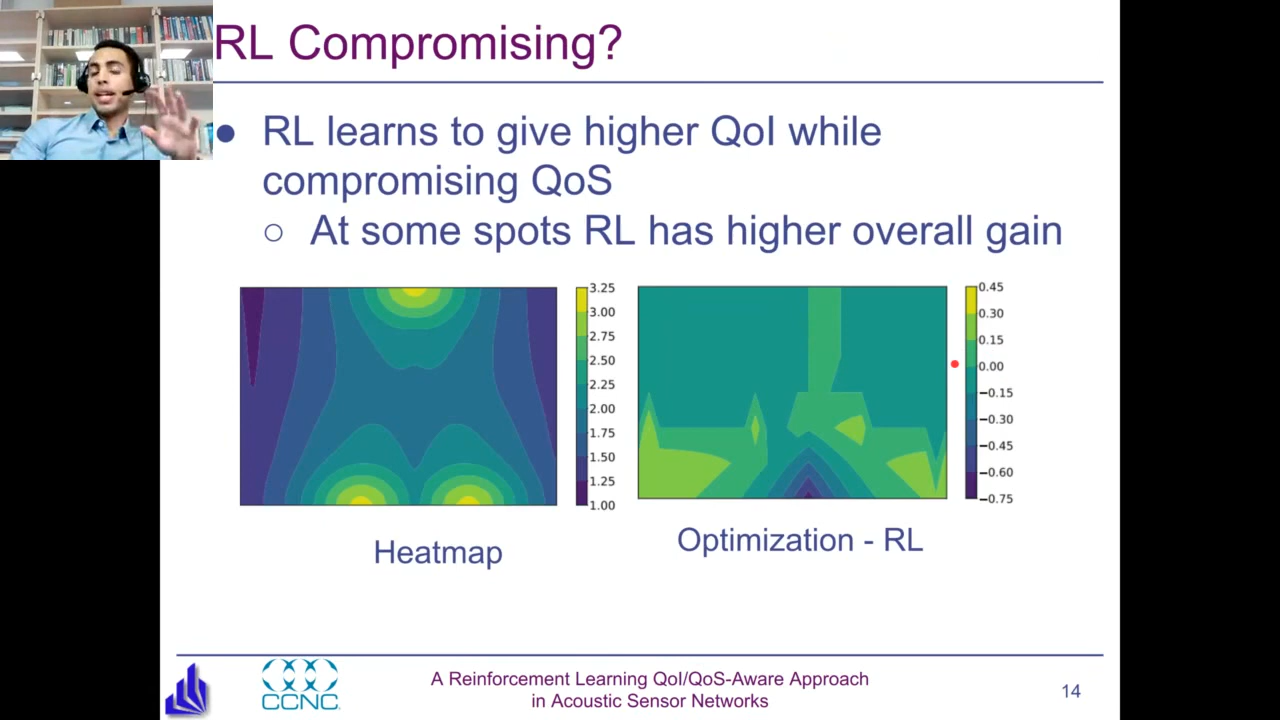 RL Compromising?
● RL learns to give higher QoI while
compromising QoS
○ At some spots RL has higher overall gain
3.25
3.00
2.75
2.50
2.25
2.00
1.75
1.50
1.25
1.00
0.45
0.30
0.15
0.00
−0.15
−0.30
−0.45
−0.60
−0.75
Heatmap
Optimization - RL
CCNC
A Reinforcement Learning QoI/QoS-Aware Approach
in Acoustic Sensor Networks
14